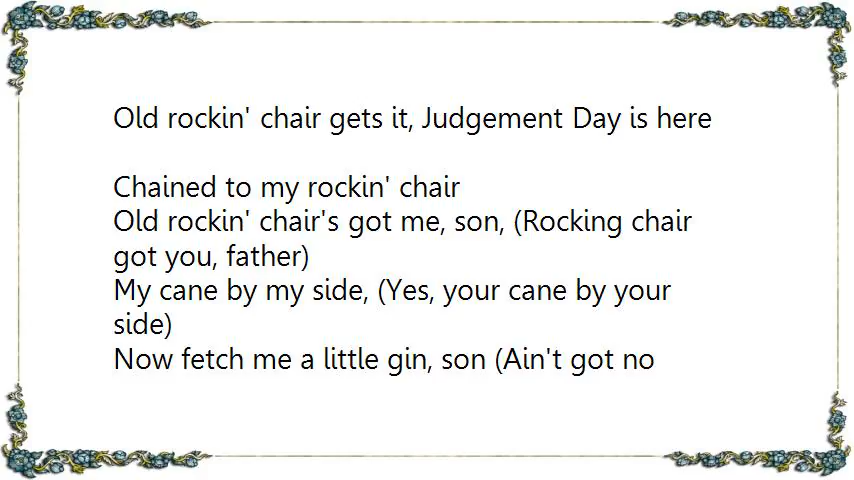 Old rockin' chair gets it, Judgement Day is here
Chained to my rockin' chair
Old rockin' chair's got me, son, (Rocking chair
got you, father)
My cane by my side, (Yes, your cane by your
side)
Now fetch me a little gin, son (Ain't got no